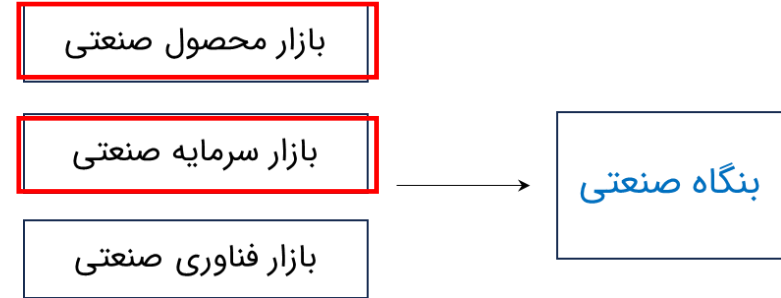 بازار محصول صنعتی
بازار سرمایه صنعتی
بنگاه صنعتی
بازار فناوری صنعتی